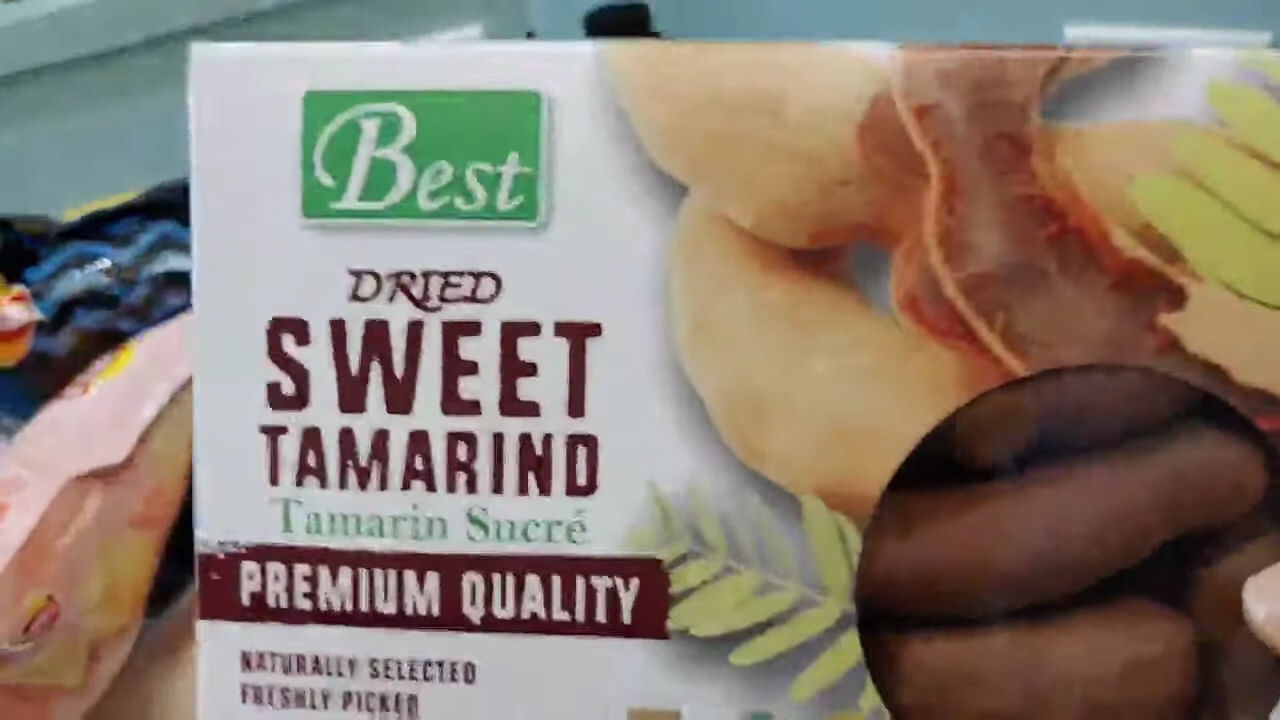 Best
DRIED
SWEET
TAMARIND
Tamarin Sucré
PREMIUM QUALITY
NATURALLY SELECTED
FRESHLY PICKED